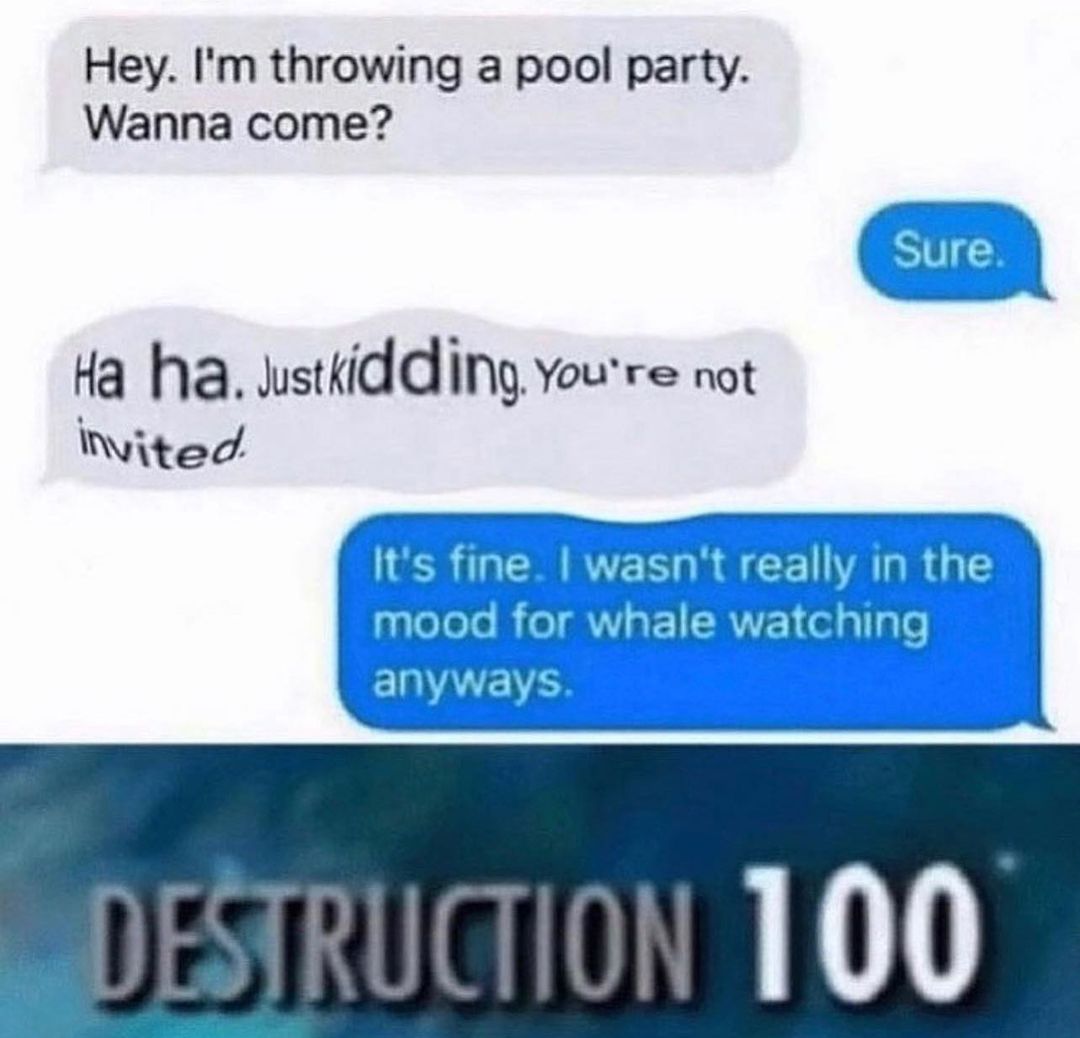 Hey. I'm throwing a pool party.
Wanna come?
Sure.
Ha ha. Just kidding. You're not
invited.
It's fine. I wasn't really in the
mood for whale watching
anyways.
DESTRUCTION 100